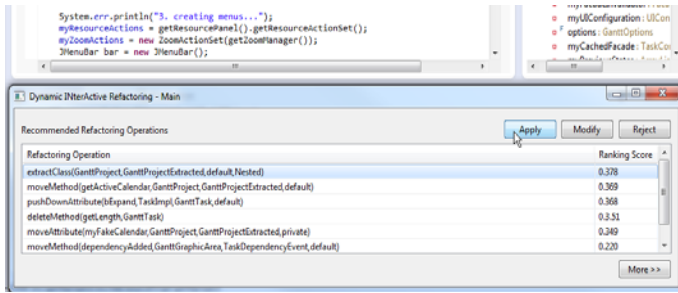 System.err.println("3. creating menus...");
myResourceActions = getResourcePanel().getResourceActionSet();
myZoomActions = new ZoomActionSet(getZoomManager());
JMenuBar bar = new JMenuBar();
myUIConfiguration : UICon
options : GanttOptions
myCachedFacade : TaskCo
Dynamic INterActive Refactoring - Main
Recommended Refactoring Operations
Apply
Modify
Reject
Refactoring Operation Ranking Score
extractClass(GanttProject,GanttProjectExtracted,default,Nested) 0.378
moveMethod(getActiveCalendar,GanttProject,GanttProjectExtracted,default) 0.369
pushDownAttribute(bExpand,TaskImpl,GanttTask,default) 0.368
deleteMethod(getLength,GanttTask) 0.3.51
moveAttribute(myFakeCalendar,GanttProject,GanttProjectExtracted,private) 0.349
moveMethod(dependencyAdded,GanttGraphicArea,TaskDependencyEvent,default) 0.220
More >>